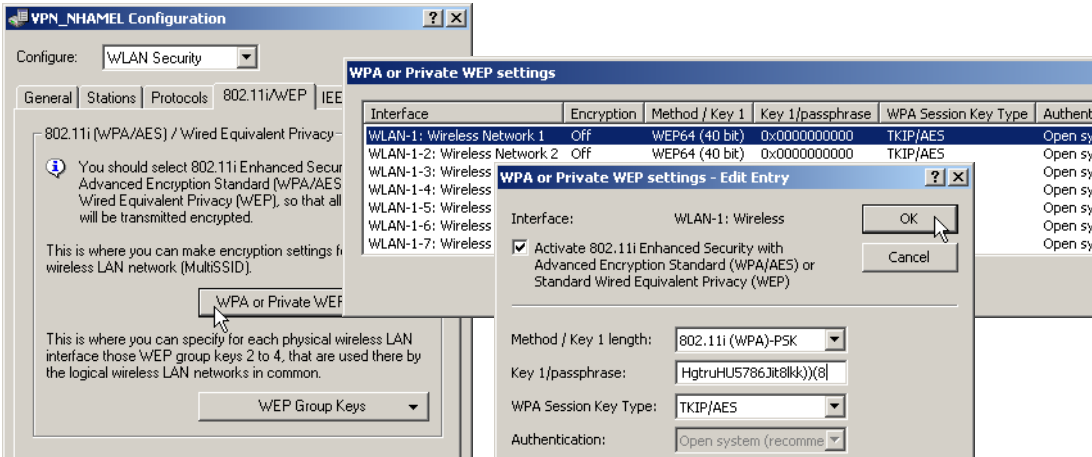 VPN_NHAMEL Configuration
Configure: WLAN Security
General Stations Protocols 802.11i/WEP IEE
802.11i (WPA/AES) / Wired Equivalent Privacy
You should select 802.11i Enhanced Secur
Advanced Encryption Standard (WPA/AES
Wired Equivalent Privacy (WEP), so that all
will be transmitted encrypted.
This is where you can make encryption settings f
wireless LAN network (MultiSSID).
WPA or Private WEP
This is where you can specify for each physical wireless LAN
interface those WEP group keys 2 to 4, that are used there by
the logical wireless LAN networks in common.
WEP Group Keys
WPA or Private WEP settings
Interface Encryption Method / Key 1 Key 1/passphrase WPA Session Key Type Authent
WLAN-1: Wireless Network 1 Off WEP64 (40 bit) 0x0000000000 TKIP/AES Open sy
WLAN-1-2: Wireless Network 2 Off WEP64 (40 bit) 0x0000000000 TKIP/AES Open sy
WLAN-1-3: Wireless Open sy
WLAN-1-4: Wireless Open sy
WLAN-1-5: Wireless Open sy
WLAN-1-6: Wireless Open sy
WLAN-1-7: Wireless Open sy
WPA or Private WEP settings - Edit Entry
Interface: WLAN-1: Wireless
OK
Activate 802.11i Enhanced Security with
Advanced Encryption Standard (WPA/AES) or
Standard Wired Equivalent Privacy (WEP)
Cancel
Method / Key 1 length: 802.11i (WPA)-PSK
Key 1/passphrase: HgtruHU5786Jit8lkk))(8
WPA Session Key Type: TKIP/AES
Authentication: Open system (recomme